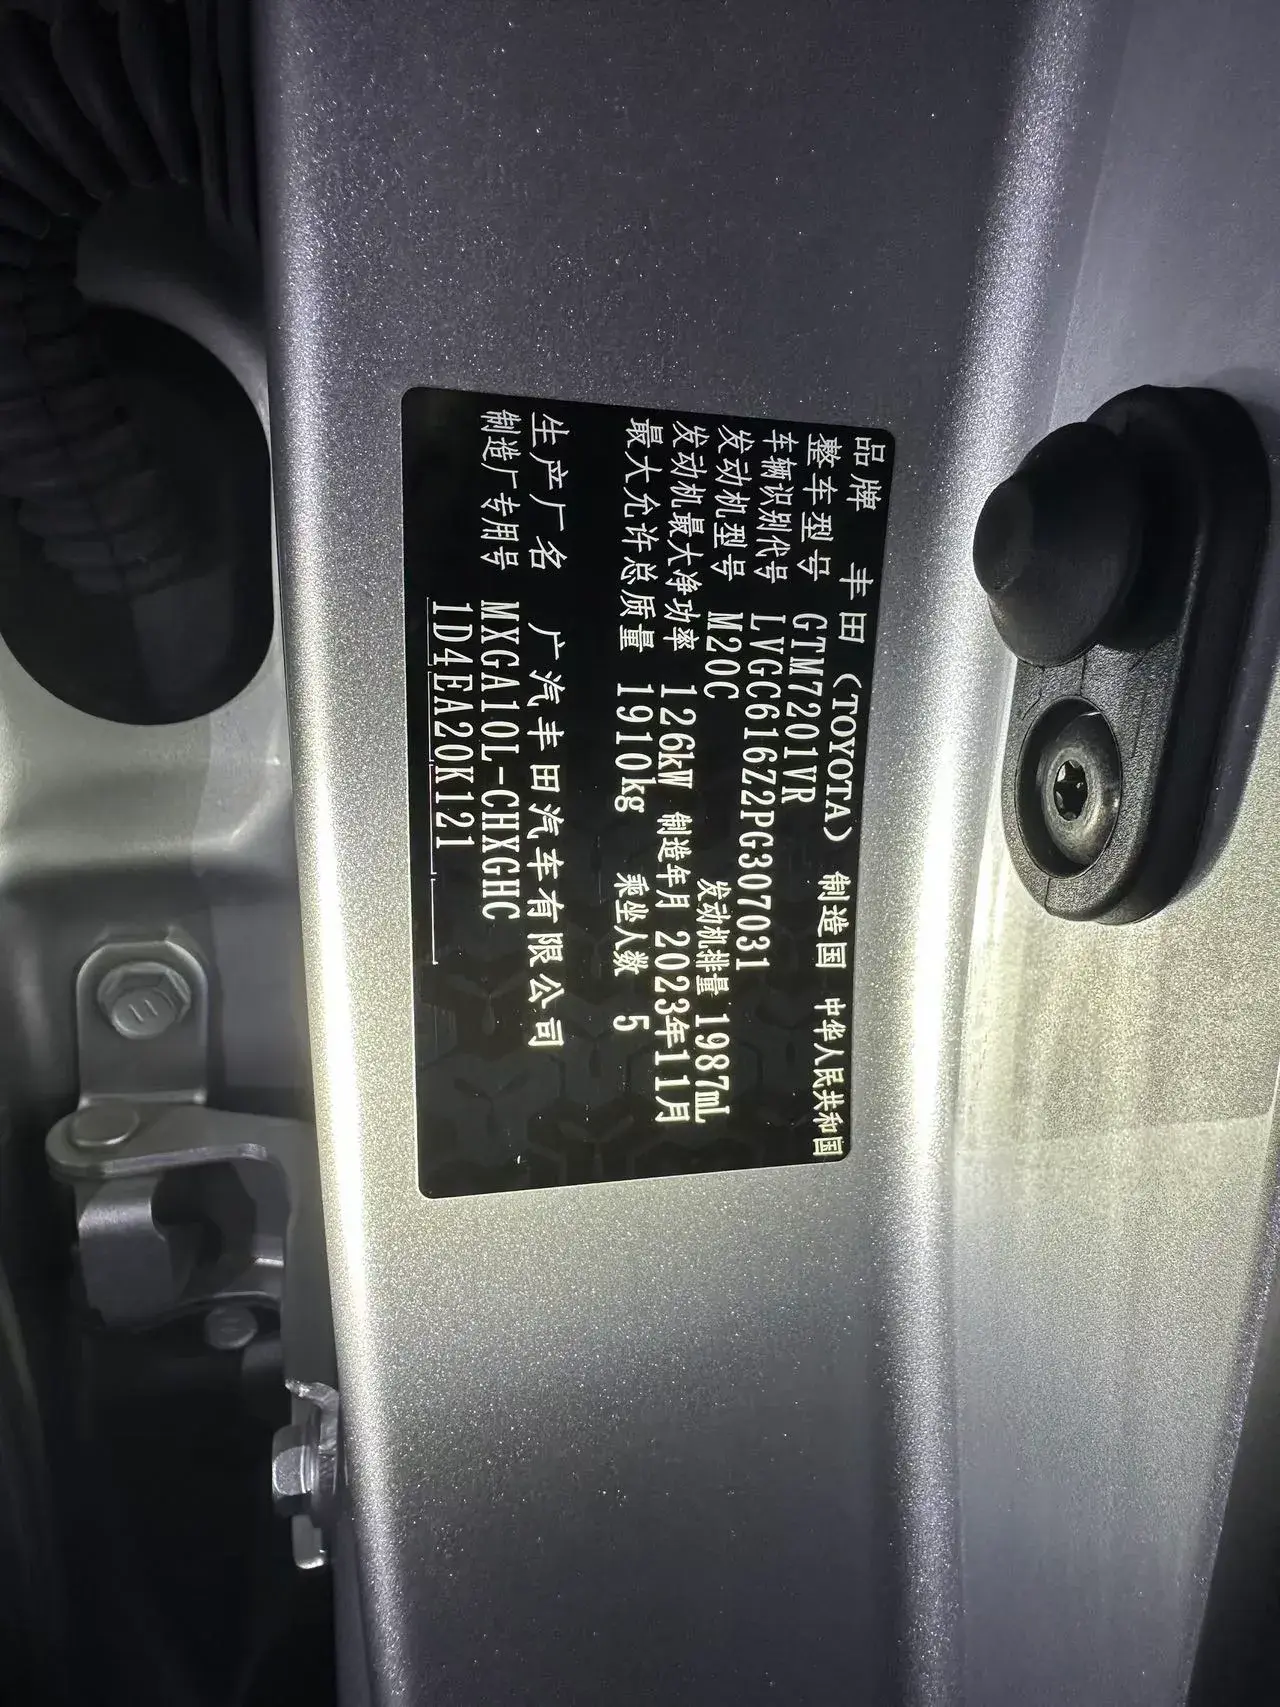 品牌 丰田(TOYOTA) 制造国 中华人民共和国
整车型号 GTM7201VR
车辆识别代号 LVGC616Z2PG307031
发动机型号 M20C 发动机排量 1987mL
发动机最大净功率 126kW 制造年月 2023年11月
最大允许总质量 1910kg 乘坐人数 5
生产厂名 广汽丰田汽车有限公司
制造厂专用号 MXGA10L-CHXGHC
1D4EA20K121